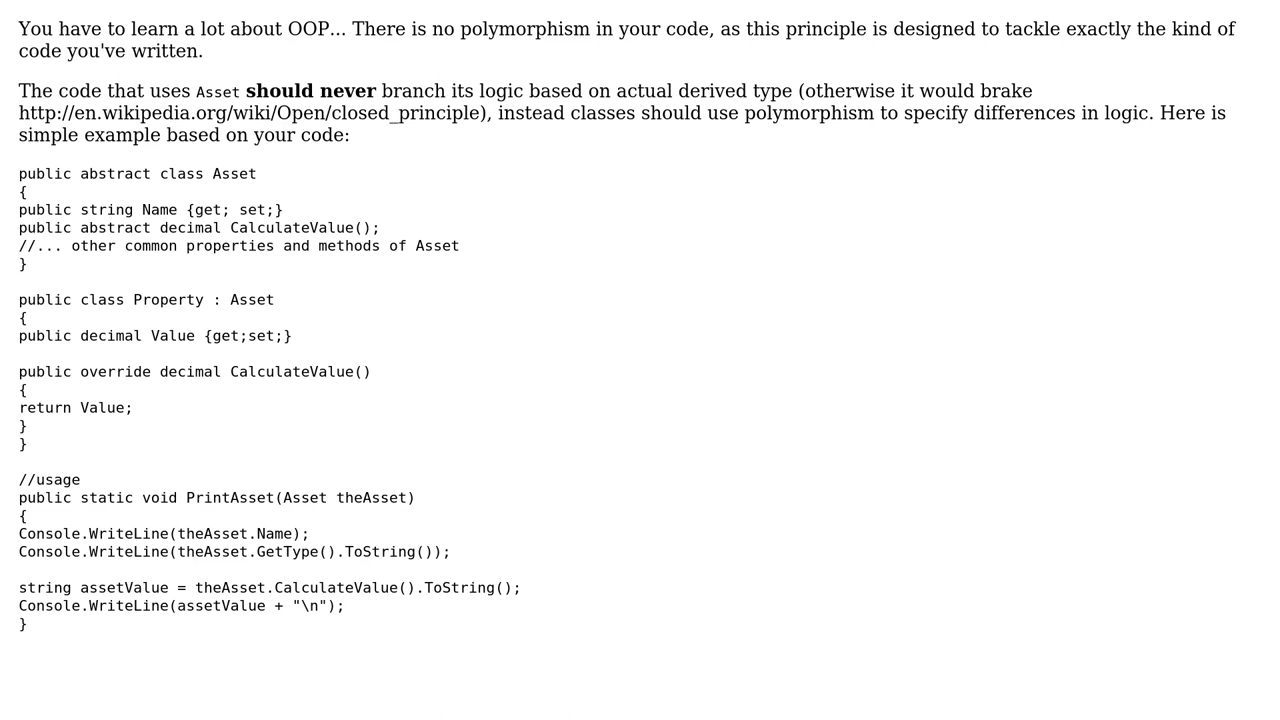 You have to learn a lot about OOP... There is no polymorphism in your code, as this principle is designed to tackle exactly the kind of
code you've written.
The code that uses Asset should never branch its logic based on actual derived type (otherwise it would brake
http://en.wikipedia.org/wiki/Open/closed_principle), instead classes should use polymorphism to specify differences in logic. Here is
simple example based on your code:
public abstract class Asset
{
public string Name {get; set;}
public abstract decimal CalculateValue();
//... other common properties and methods of Asset
}
public class Property : Asset
{
public decimal Value {get;set;}
public override decimal CalculateValue()
{
return Value;
}
}
//usage
public static void PrintAsset(Asset theAsset)
{
Console.WriteLine(theAsset.Name);
Console.WriteLine(theAsset.GetType().ToString());
string assetValue = theAsset.CalculateValue().ToString();
Console.WriteLine(assetValue + "\n");
}